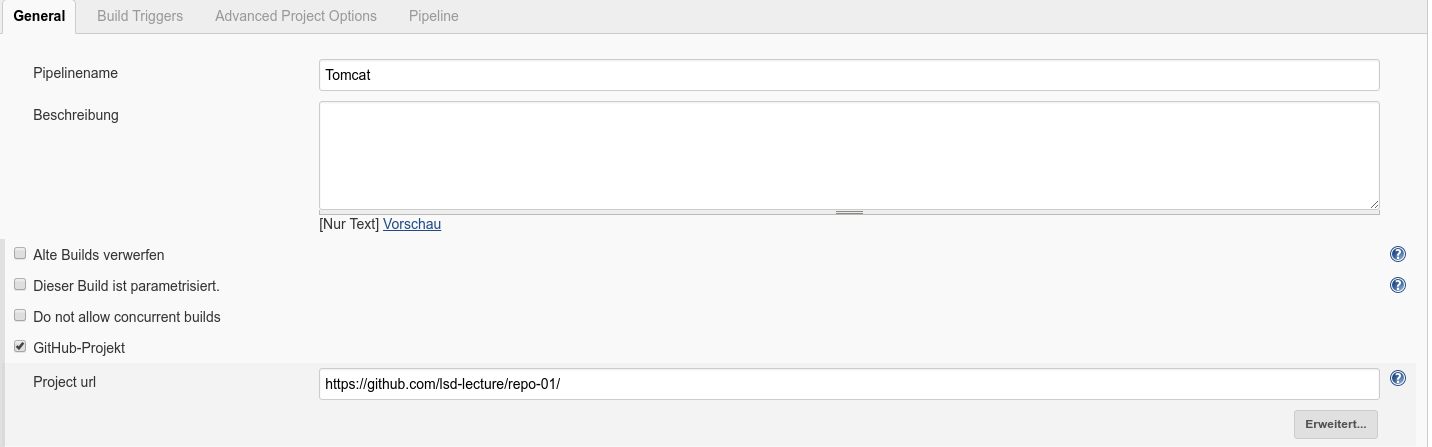 General Build Triggers Advanced Project Options Pipeline
Pipelinename Tomcat
Beschreibung
[Nur Text] Vorschau
Alte Builds verwerfen ?
Dieser Build ist parametrisiert. ?
Do not allow concurrent builds
GitHub-Projekt
Project url https://github.com/lsd-lecture/repo-01/ ?
Erweitert...